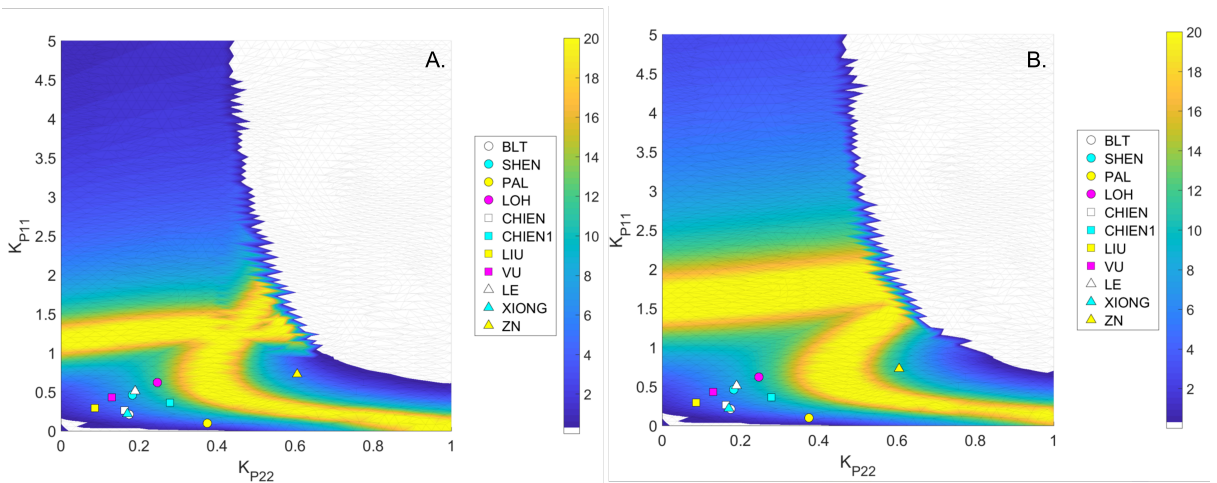 A.
5
4.5
4
3.5
3
2.5
2
1.5
1
0.5
0
K_P11
0 0.2 0.4 0.6 0.8 1
K_P22
20
18
16
14
12
10
8
6
4
2
BLT
SHEN
PAL
LOH
CHIEN
CHIEN1
LIU
VU
LE
XIONG
ZN
B.
5
4.5
4
3.5
3
2.5
2
1.5
1
0.5
0
K_P11
0 0.2 0.4 0.6 0.8 1
K_P22
20
18
16
14
12
10
8
6
4
2
BLT
SHEN
PAL
LOH
CHIEN
CHIEN1
LIU
VU
LE
XIONG
ZN